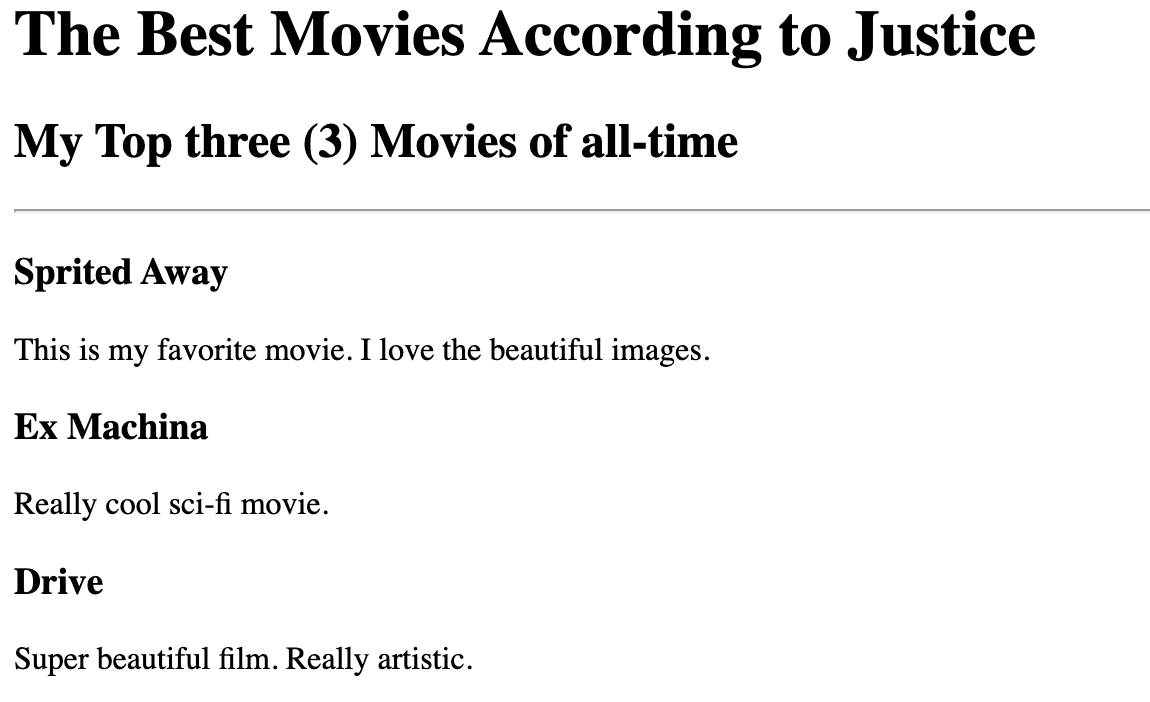 The Best Movies According to Justice
My Top three (3) Movies of all-time
Sprited Away
This is my favorite movie. I love the beautiful images.
Ex Machina
Really cool sci-fi movie.
Drive
Super beautiful film. Really artistic.